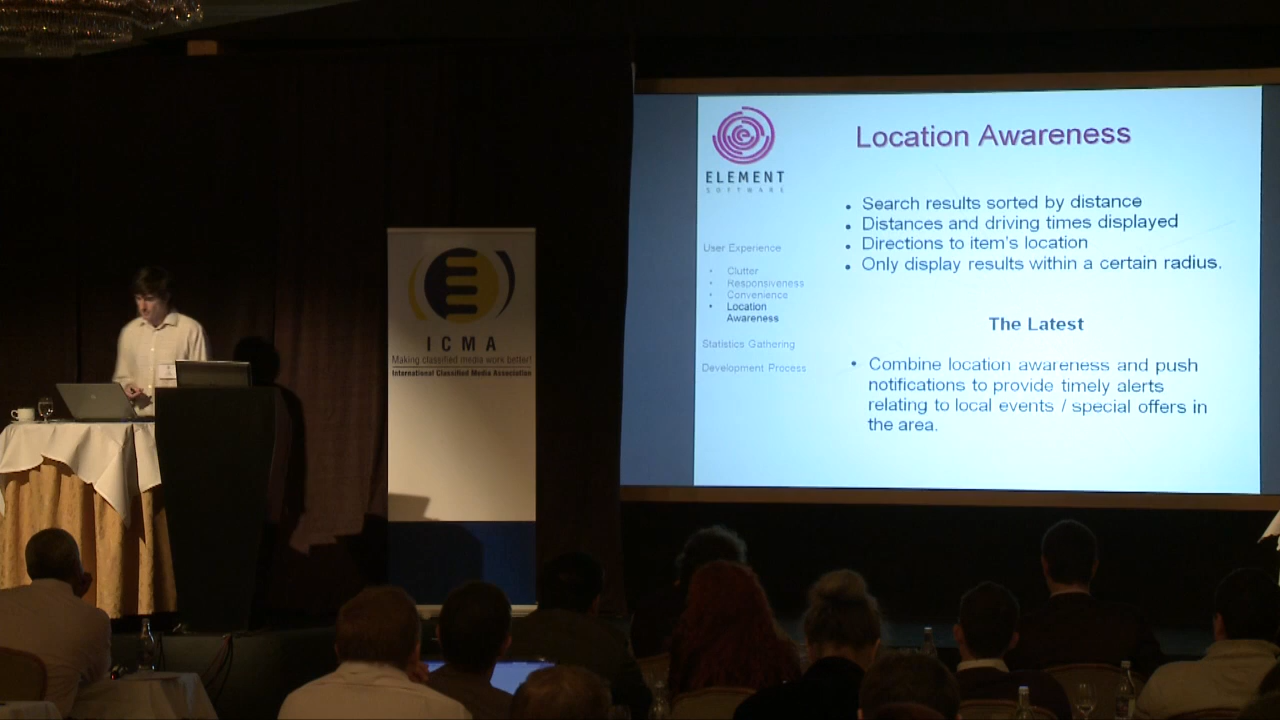 ICMA
Making classified media work better!
International Classified Media Association
ELEMENT
SOFTWARE
Location Awareness
• Search results sorted by distance
• Distances and driving times displayed
• Directions to item's location
• Only display results within a certain radius.
User Experience
• Clutter
• Responsiveness
• Convenience
• Location
Awareness
Statistics Gathering
Development Process
The Latest
• Combine location awareness and push
notifications to provide timely alerts
relating to local events / special offers in
the area.